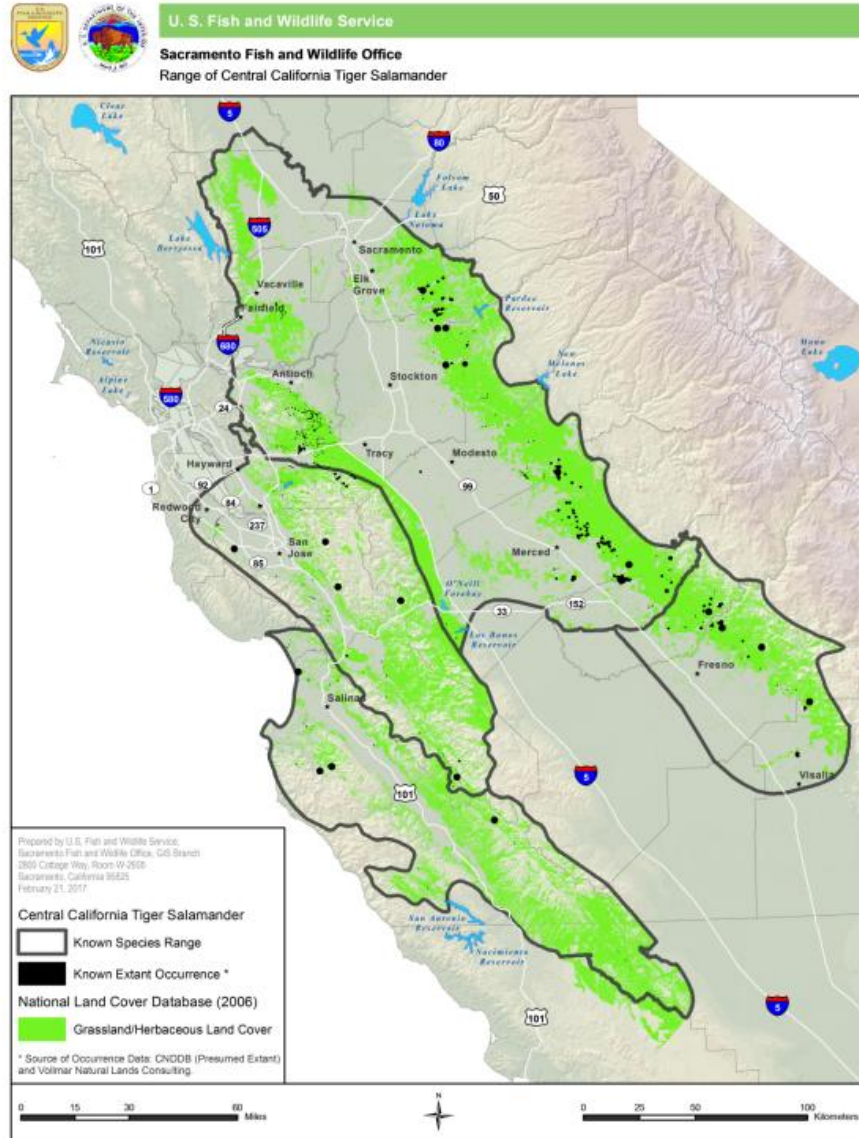 U. S. Fish and Wildlife Service
Sacramento Fish and Wildlife Office
Range of Central California Tiger Salamander
Clear
Lake
5
80
Folsom
Lake
50
Lake
Natoma
101
505
Lake
Berryessa
Sacramento
Elk
Grove
Vacaville
Fairfield
Pardee
Reservoir
Nicasio
Reservoir
680
New
Melones
Lake
Mono
Lake
Alpine
Lake
Antioch
Stockton
580
24
Tracy
Modesto
Hayward
99
1
92
84
Redwood
City
237
San
Jose
85
Merced
O'Neill
Forebay
152
33
Los Banos
Reservoir
Fresno
Salinas
5
Visalia
101
San Antonio
Reservoir
Nacimiento
Reservoir
101
5
Prepared by U.S. Fish and Wildlife Service,
Sacramento Fish and Wildlife Office, GIS Branch
2800 Cottage Way, Room W-2605
Sacramento, California 95825
February 21, 2017
Central California Tiger Salamander
Known Species Range
Known Extant Occurrence *
National Land Cover Database (2006)
Grassland/Herbaceous Land Cover
* Source of Occurrence Data: CNDDB (Presumed Extant)
and Vollmar Natural Lands Consulting.
0 15 30 60
Miles
N
0 25 50 100
Kilometers